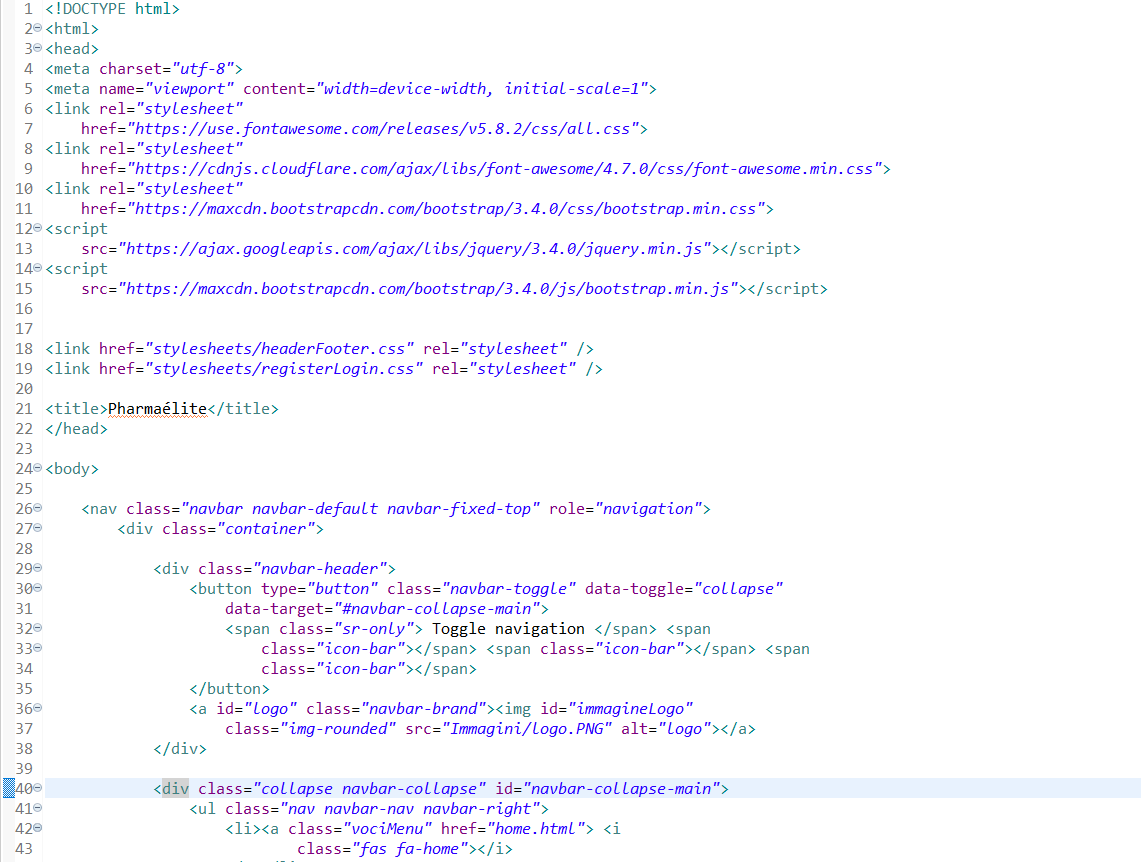 1 <!DOCTYPE html>
2 <html>
3 <head>
4 <meta charset="utf-8">
5 <meta name="viewport" content="width=device-width, initial-scale=1">
6 <link rel="stylesheet"
7     href="https://use.fontawesome.com/releases/v5.8.2/css/all.css">
8 <link rel="stylesheet"
9     href="https://cdnjs.cloudflare.com/ajax/libs/font-awesome/4.7.0/css/font-awesome.min.css">
10 <link rel="stylesheet"
11     href="https://maxcdn.bootstrapcdn.com/bootstrap/3.4.0/css/bootstrap.min.css">
12 <script
13     src="https://ajax.googleapis.com/ajax/libs/jquery/3.4.0/jquery.min.js"></script>
14 <script
15     src="https://maxcdn.bootstrapcdn.com/bootstrap/3.4.0/js/bootstrap.min.js"></script>
16
17
18 <link href="stylesheets/headerFooter.css" rel="stylesheet" />
19 <link href="stylesheets/registerLogin.css" rel="stylesheet" />
20
21 <title>Pharmaélite</title>
22 </head>
23
24 <body>
25
26     <nav class="navbar navbar-default navbar-fixed-top" role="navigation">
27         <div class="container">
28
29             <div class="navbar-header">
30                 <button type="button" class="navbar-toggle" data-toggle="collapse"
31                     data-target="#navbar-collapse-main">
32                     <span class="sr-only"> Toggle navigation </span> <span
33                         class="icon-bar"></span> <span class="icon-bar"></span> <span
34                         class="icon-bar"></span>
35                 </button>
36                 <a id="logo" class="navbar-brand"><img id="immagineLogo"
37                     class="img-rounded" src="Immagini/logo.PNG" alt="logo"></a>
38             </div>
39
40             <div class="collapse navbar-collapse" id="navbar-collapse-main">
41                 <ul class="nav navbar-nav navbar-right">
42                     <li><a class="vociMenu" href="home.html"> <i
43                             class="fas fa-home"></i>